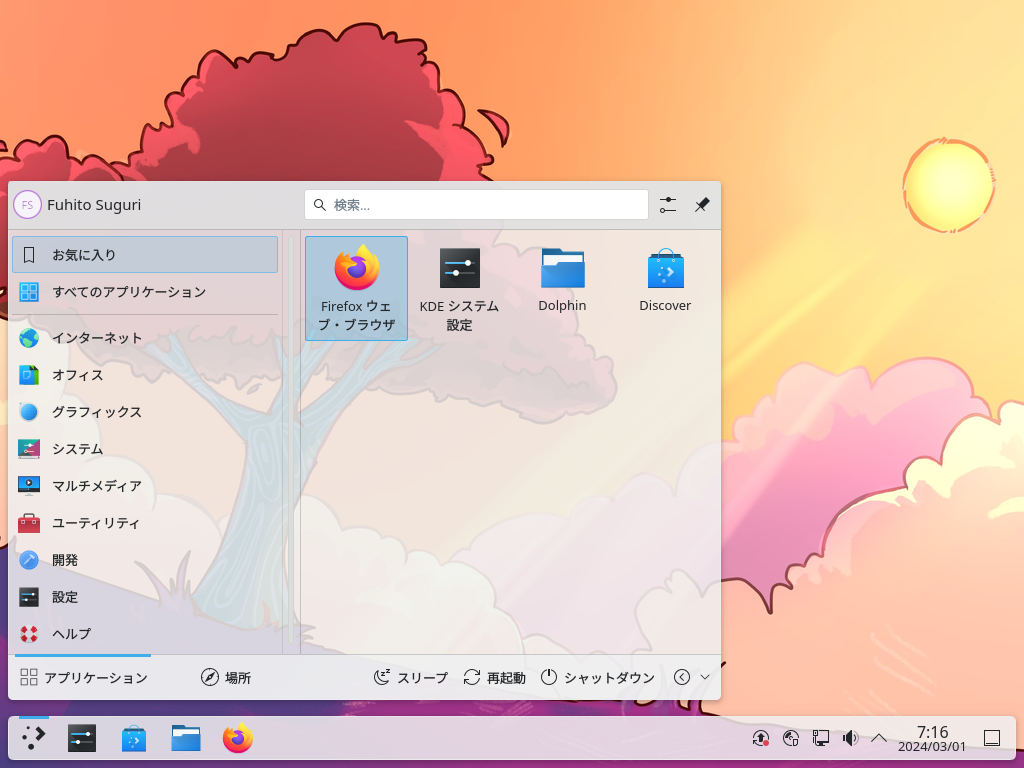 FS Fuhito Suguri
検索...
お気に入り
すべてのアプリケーション
インターネット
オフィス
グラフィックス
システム
マルチメディア
ユーティリティ
開発
設定
ヘルプ
Firefox ウェ
ブ・ブラウザ
KDE システム
設定
Dolphin
Discover
アプリケーション
場所
スリープ
再起動
シャットダウン
7:16
2024/03/01